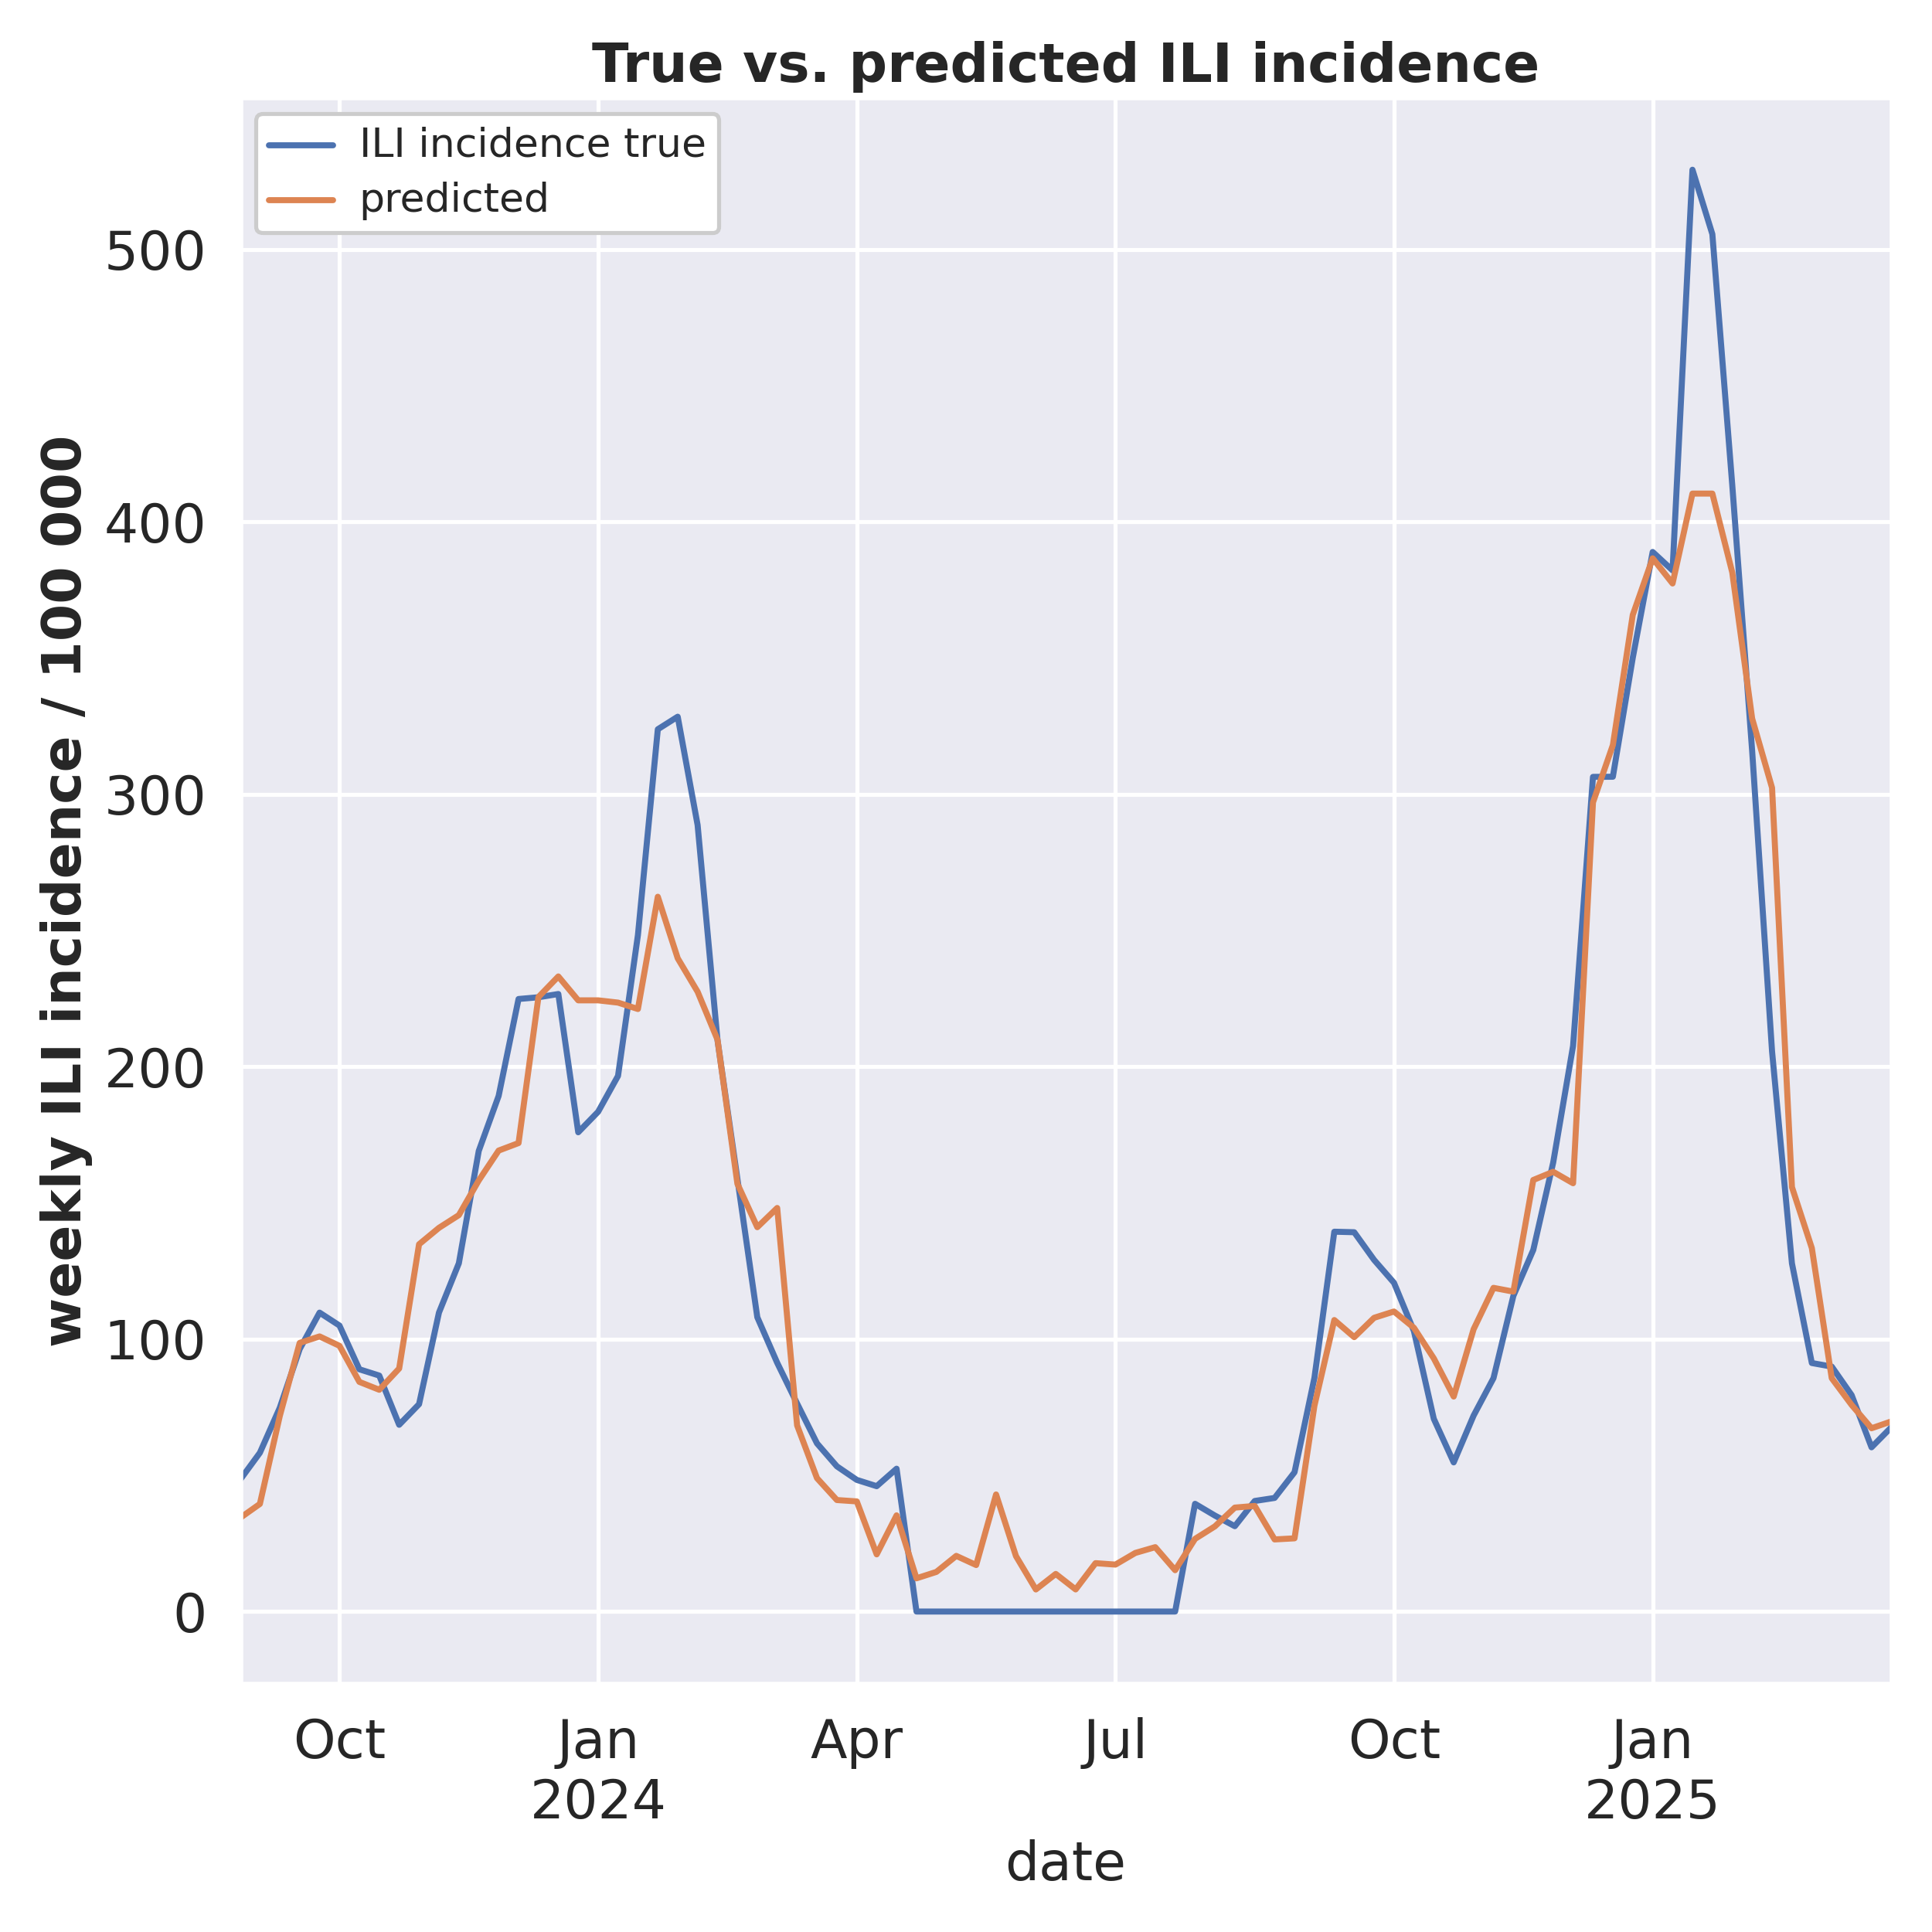 True vs. predicted ILI incidence
ILI incidence true
predicted
weekly ILI incidence / 100 000
500
400
300
200
100
0
Oct
Jan
2024
Apr
Jul
Oct
Jan
2025
date